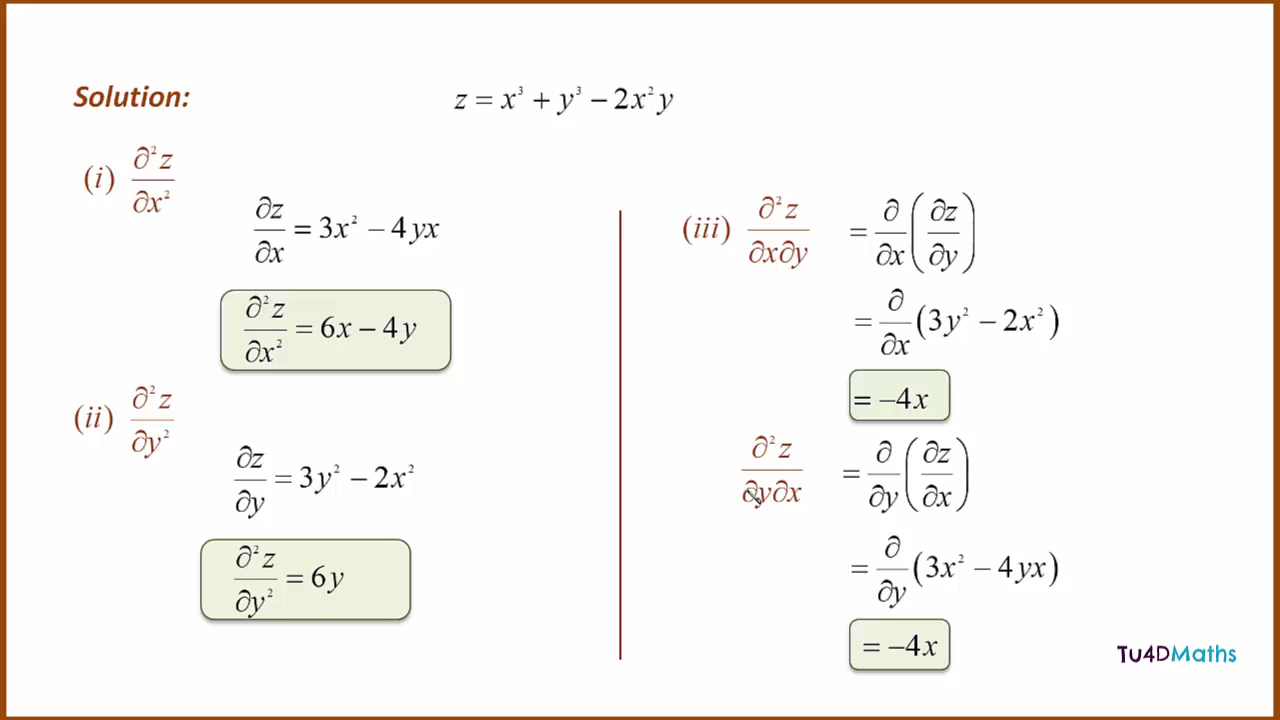 Solution:
z = x³ + y³ − 2x²y
(i) ∂²z/∂x²
∂z/∂x = 3x² − 4yx
∂²z/∂x² = 6x − 4y
(ii) ∂²z/∂y²
∂z/∂y = 3y² − 2x²
∂²z/∂y² = 6y
(iii) ∂²z/∂x∂y = ∂/∂x (∂z/∂y)
= ∂/∂x (3y² − 2x²)
= −4x
∂²z/∂y∂x = ∂/∂y (∂z/∂x)
= ∂/∂y (3x² − 4yx)
= −4x
Tu4DMaths